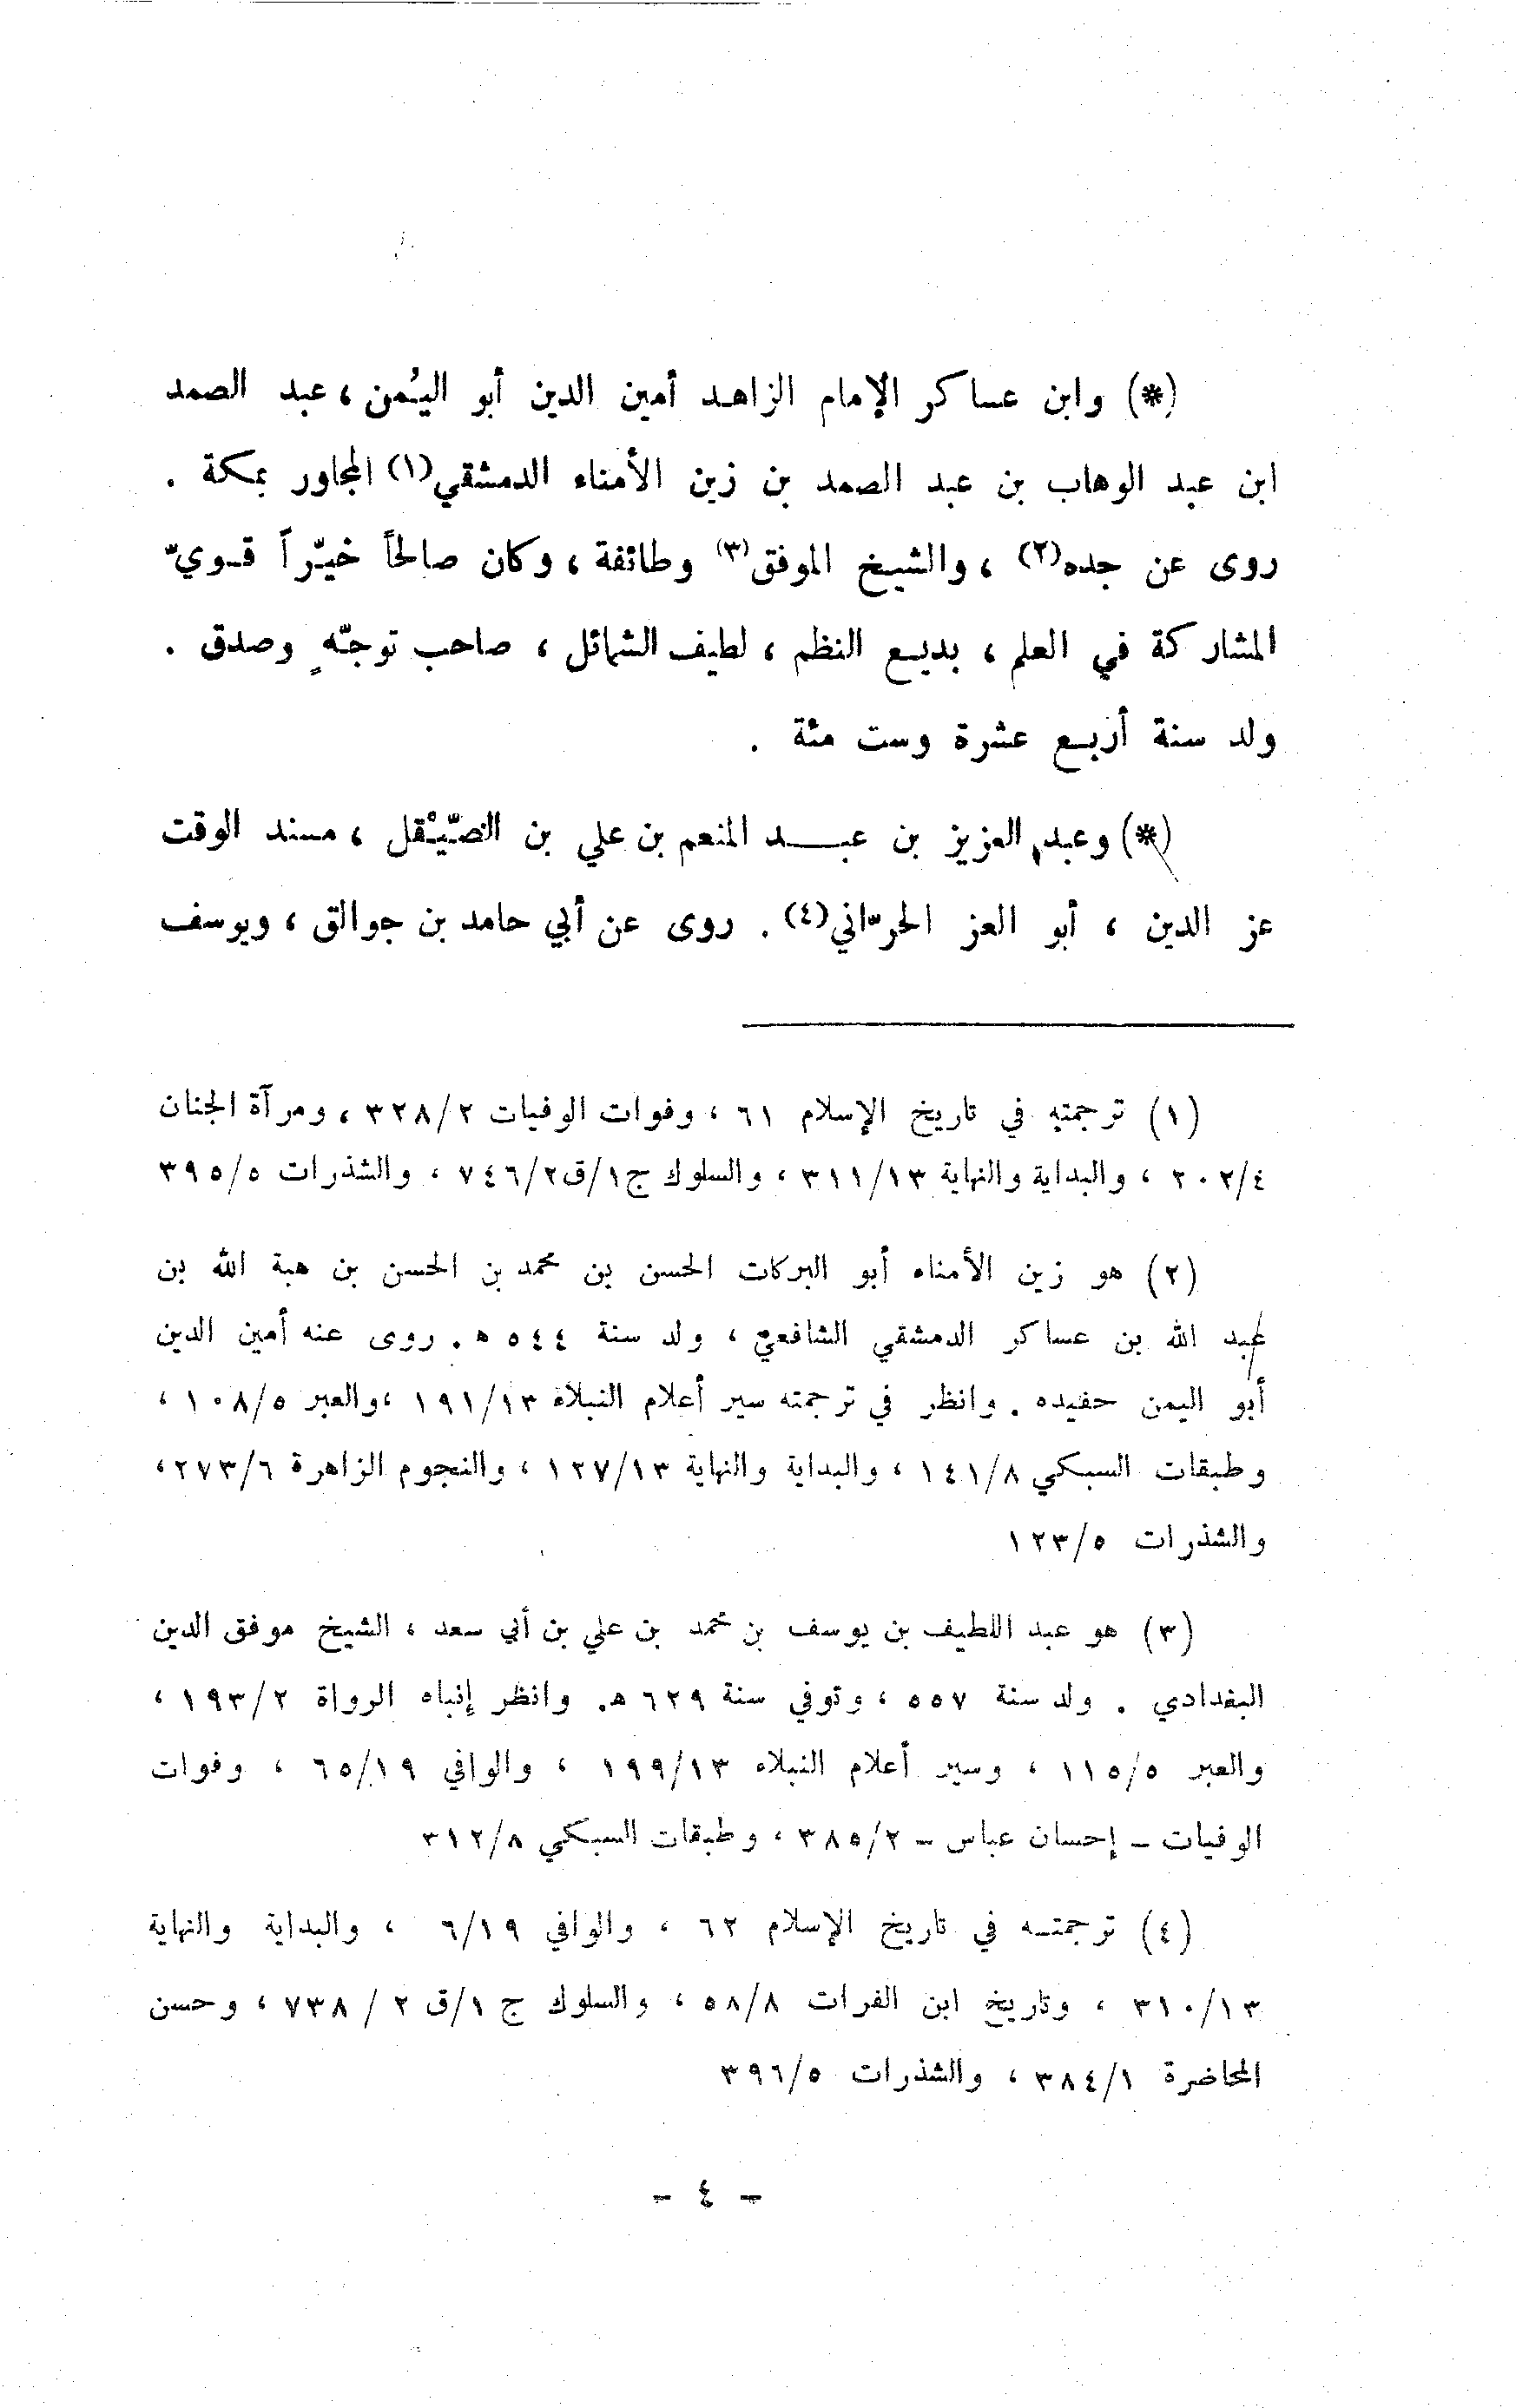 (*) وابن عساكر الإمام الزاهد أمين الدين أبو اليُمن ، عبد الصمد
ابن عبد الوهاب بن عبد الصمد بن زين الأمناء الدمشقي(١) المجاور بمكة .
روى عن جده(٢) ، والشيخ الموفق(٣) وطائفة ، وكان صالحاً خيّراً قويّ
المشاركة في العلم ، بديع النظم ، لطيف الشمائل ، صاحب توجّهٍ وصدق .
ولد سنة أربع عشرة وست مئة .
(*) وعبد العزيز بن عبد المنعم بن علي بن الصَّيْقل ، مسند الوقت
عز الدين ، أبو العز الحرّاني(٤) . روى عن أبي حامد بن جوالق ، ويوسف
(١) ترجمته في تاريخ الإسلام ٦١ ، وفوات الوفيات ٣٢٨/٢ ، ومرآة الجنان
٢٠٢/٤ ، والبداية والنهاية ٣١١/١٣ ، والسلوك ج١/ق٧٤٦/٢ ، والشذرات ٣٩٥/٥
(٢) هو زين الأمناء أبو البركات الحسن بن محمد بن الحسن بن هبة الله بن
عبد الله بن عساكر الدمشقي الشافعي ، ولد سنة ٥٤٤ ه . روى عنه أمين الدين
أبو اليمن حفيده . وانظر في ترجمته سير أعلام النبلاء ١٩١/١٣ ،والعبر ١٠٨/٥ ،
وطبقات السبكي ١٤١/٨ ، والبداية والنهاية ١٢٧/١٣ ، والنجوم الزاهرة ٢٧٣/٦ ،
والشذرات ١٢٣/٥
(٣) هو عبد اللطيف بن يوسف بن محمد بن علي بن أبي سعد ، الشيخ موفق الدين
البغدادي . ولد سنة ٥٥٧ ، وتوفي سنة ٦٢٩ ه. وانظر إنباه الرواة ١٩٣/٢ ،
والعبر ١١٥/٥ ، وسير أعلام النبلاء ١٩٩/١٣ ، والوافي ٦٥/١٩ ، وفوات
الوفيات - إحسان عباس - ٣٨٥/٢ ، وطبقات السبكي ٣١٢/٨
(٤) ترجمته في تاريخ الإسلام ٦٢ ، والوافي ٦/١٩ ، والبداية والنهاية
٣١٠/١٣ ، وتاريخ ابن الفرات ٥٨/٨ ، والسلوك ج ١/ق ٢ / ٧٣٨ ، وحسن
المحاضرة ٣٨٤/١ ، والشذرات ٣٩٦/٥
- ٤ -